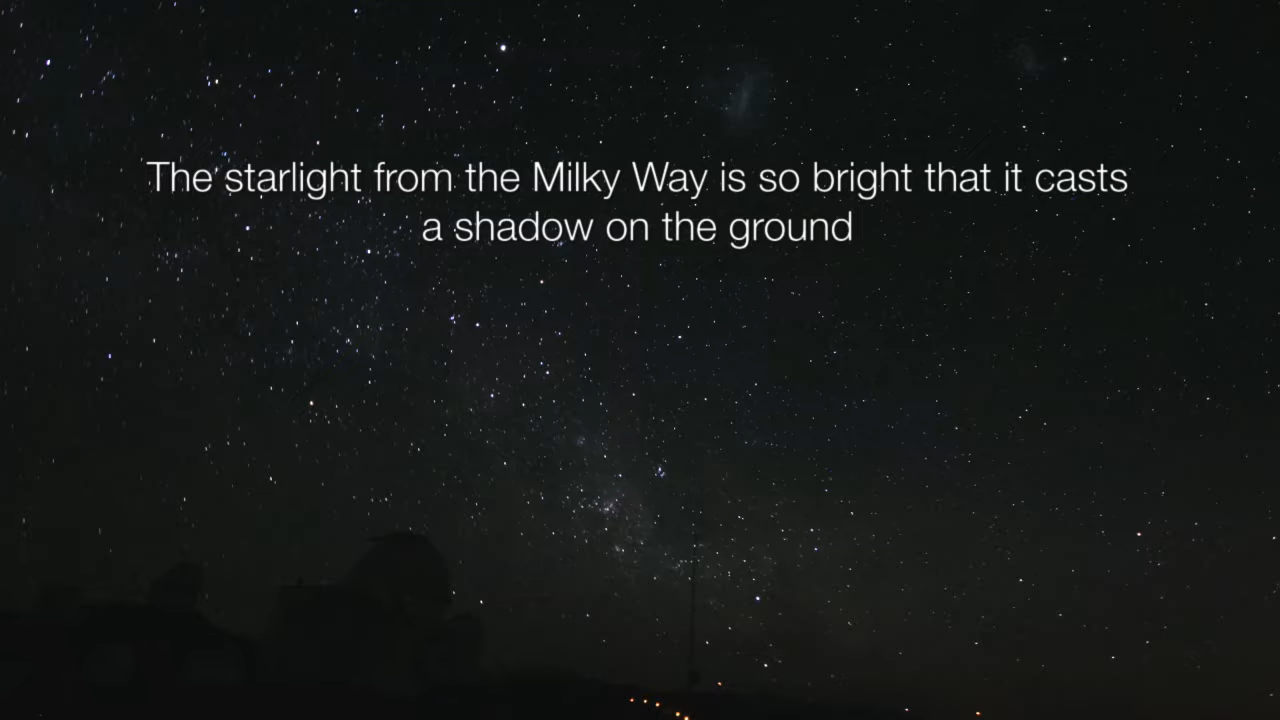 The starlight from the Milky Way is so bright that it casts
a shadow on the ground